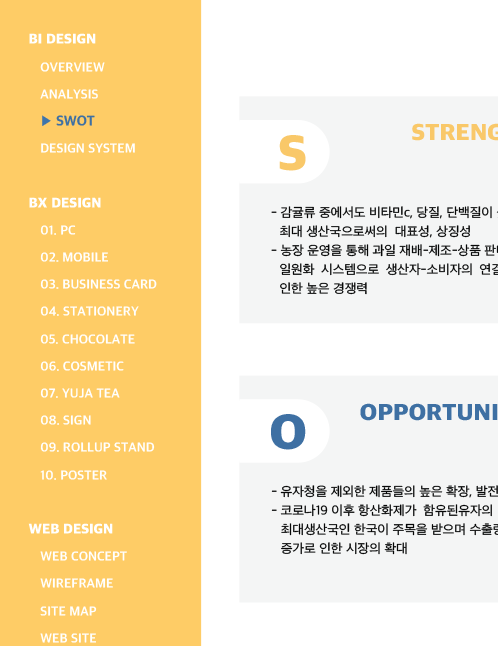 BI DESIGN
OVERVIEW
ANALYSIS
▶ SWOT
DESIGN SYSTEM
BX DESIGN
01. PC
02. MOBILE
03. BUSINESS CARD
04. STATIONERY
05. CHOCOLATE
06. COSMETIC
07. YUJA TEA
08. SIGN
09. ROLLUP STAND
10. POSTER
WEB DESIGN
WEB CONCEPT
WIREFRAME
SITE MAP
WEB SITE
S
STRENG
- 감귤류 중에서도 비타민c, 당질, 단백질이
최대 생산국으로써의 대표성, 상징성
- 농장 운영을 통해 과일 재배-제조-상품 판
일원화 시스템으로 생산자-소비자의 연결
인한 높은 경쟁력
O
OPPORTUNI
- 유자청을 제외한 제품들의 높은 확장, 발전
- 코로나19 이후 항산화제가 함유된유자의
최대생산국인 한국이 주목을 받으며 수출량
증가로 인한 시장의 확대